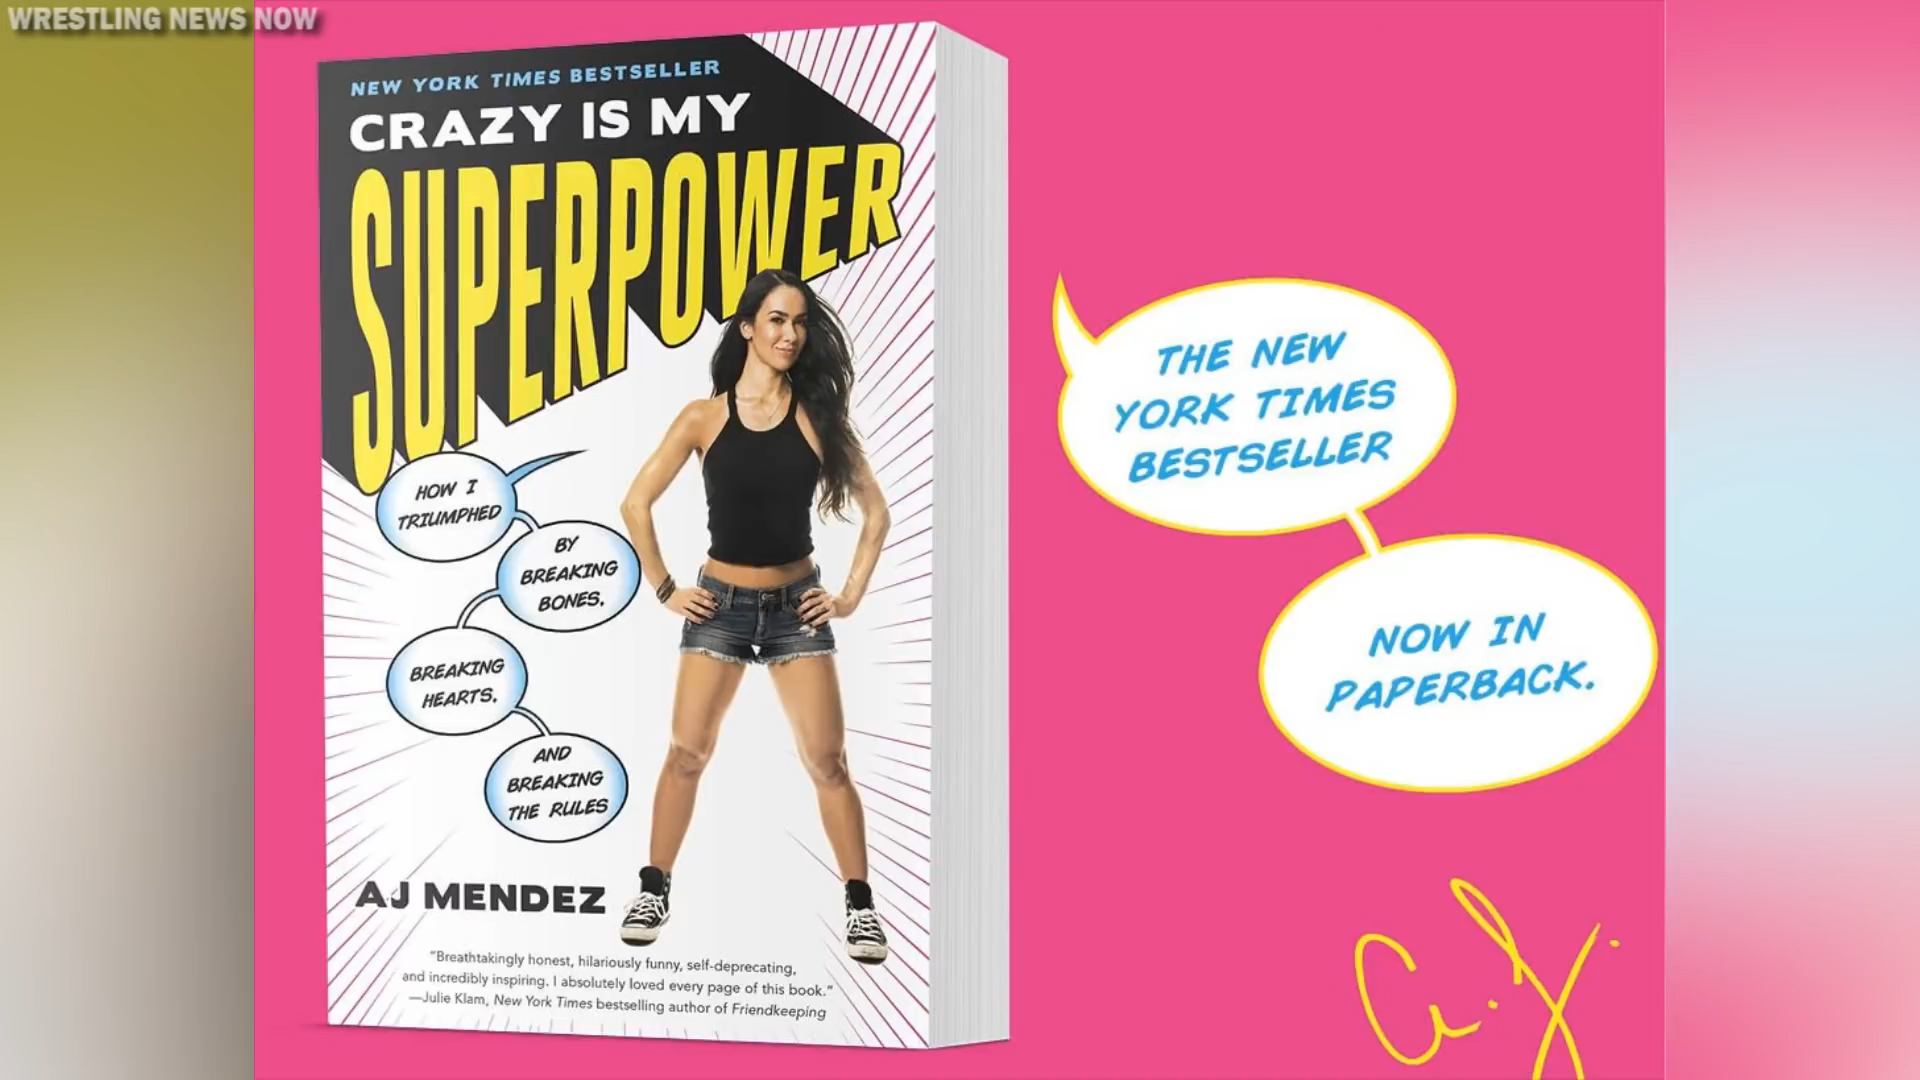 WRESTLING NEWS NOW
NEW YORK TIMES BESTSELLER
CRAZY IS MY
SUPERPOWER
HOW I
TRIUMPHED
BY
BREAKING
BONES,
BREAKING
HEARTS,
AND
BREAKING
THE RULES
AJ MENDEZ
“Breathtakingly honest, hilariously funny, self-deprecating,
and incredibly inspiring. I absolutely loved every page of this book.”
—Julie Klam, New York Times bestselling author of Friendkeeping
THE NEW
YORK TIMES
BESTSELLER
NOW IN
PAPERBACK.
a.j.